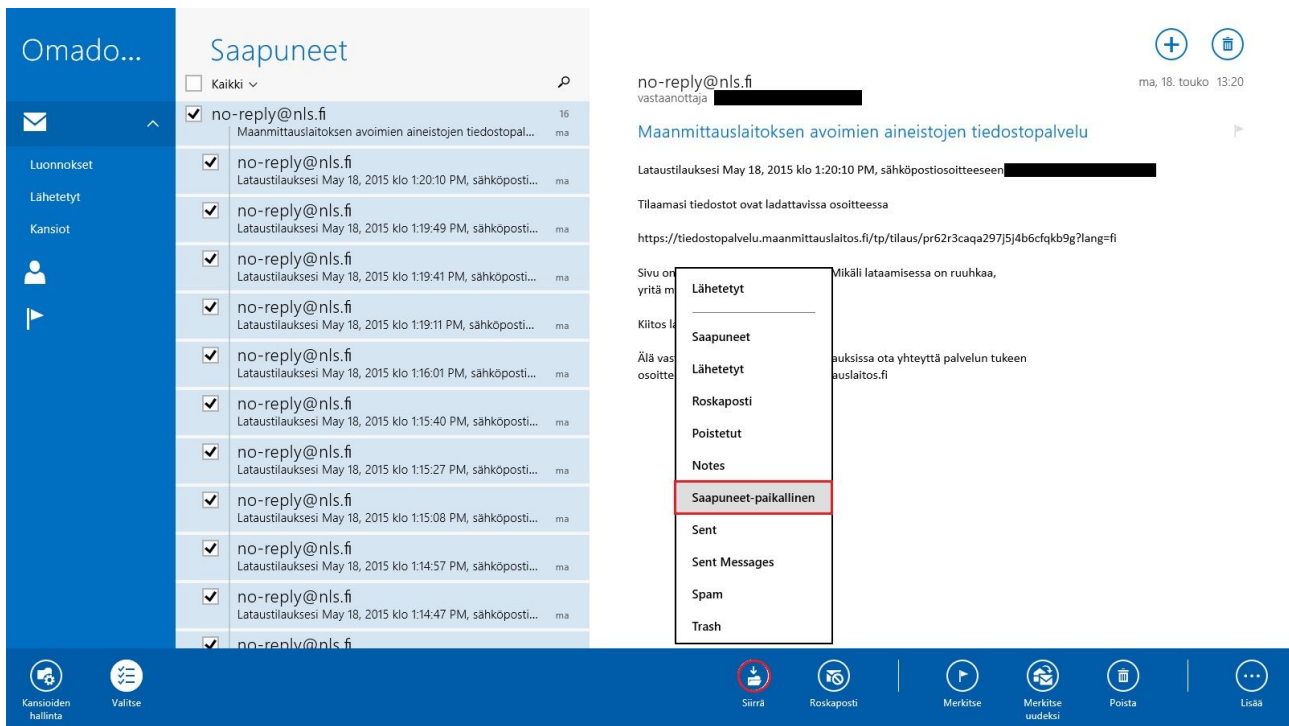 Omado...
Luonnokset
Lähetetyt
Kansiot
Saapuneet
Kaikki
no-reply@nls.fi 16
Maanmittauslaitoksen avoimien aineistojen tiedostopal... ma
no-reply@nls.fi
Lataustilauksesi May 18, 2015 klo 1:20:10 PM, sähköposti... ma
no-reply@nls.fi
Lataustilauksesi May 18, 2015 klo 1:19:49 PM, sähköposti... ma
no-reply@nls.fi
Lataustilauksesi May 18, 2015 klo 1:19:41 PM, sähköposti... ma
no-reply@nls.fi
Lataustilauksesi May 18, 2015 klo 1:19:11 PM, sähköposti... ma
no-reply@nls.fi
Lataustilauksesi May 18, 2015 klo 1:16:01 PM, sähköposti... ma
no-reply@nls.fi
Lataustilauksesi May 18, 2015 klo 1:15:40 PM, sähköposti... ma
no-reply@nls.fi
Lataustilauksesi May 18, 2015 klo 1:15:27 PM, sähköposti... ma
no-reply@nls.fi
Lataustilauksesi May 18, 2015 klo 1:15:08 PM, sähköposti... ma
no-reply@nls.fi
Lataustilauksesi May 18, 2015 klo 1:14:57 PM, sähköposti... ma
no-reply@nls.fi
Lataustilauksesi May 18, 2015 klo 1:14:47 PM, sähköposti... ma
no-reply@nls.fi
no-reply@nls.fi ma, 18. touko 13:20
vastaanottaja
Maanmittauslaitoksen avoimien aineistojen tiedostopalvelu
Lataustilauksesi May 18, 2015 klo 1:20:10 PM, sähköpostiosoitteeseen
Tilaamasi tiedostot ovat ladattavissa osoitteessa
https://tiedostopalvelu.maanmittauslaitos.fi/tp/tilaus/pr62r3caqa297j5j4b6cfqkb9g?lang=fi
Sivu on Mikäli lataamisessa on ruuhkaa,
yritä m
Kiitos la
Älä vas auksissa ota yhteyttä palvelun tukeen
osoitte auslaitos.fi
Lähetetyt
Saapuneet
Lähetetyt
Roskaposti
Poistetut
Notes
Saapuneet-paikallinen
Sent
Sent Messages
Spam
Trash
Kansioiden
hallinta
Valitse
Siirrä
Roskaposti
Merkitse
Merkitse
uudeksi
Poista
Lisää